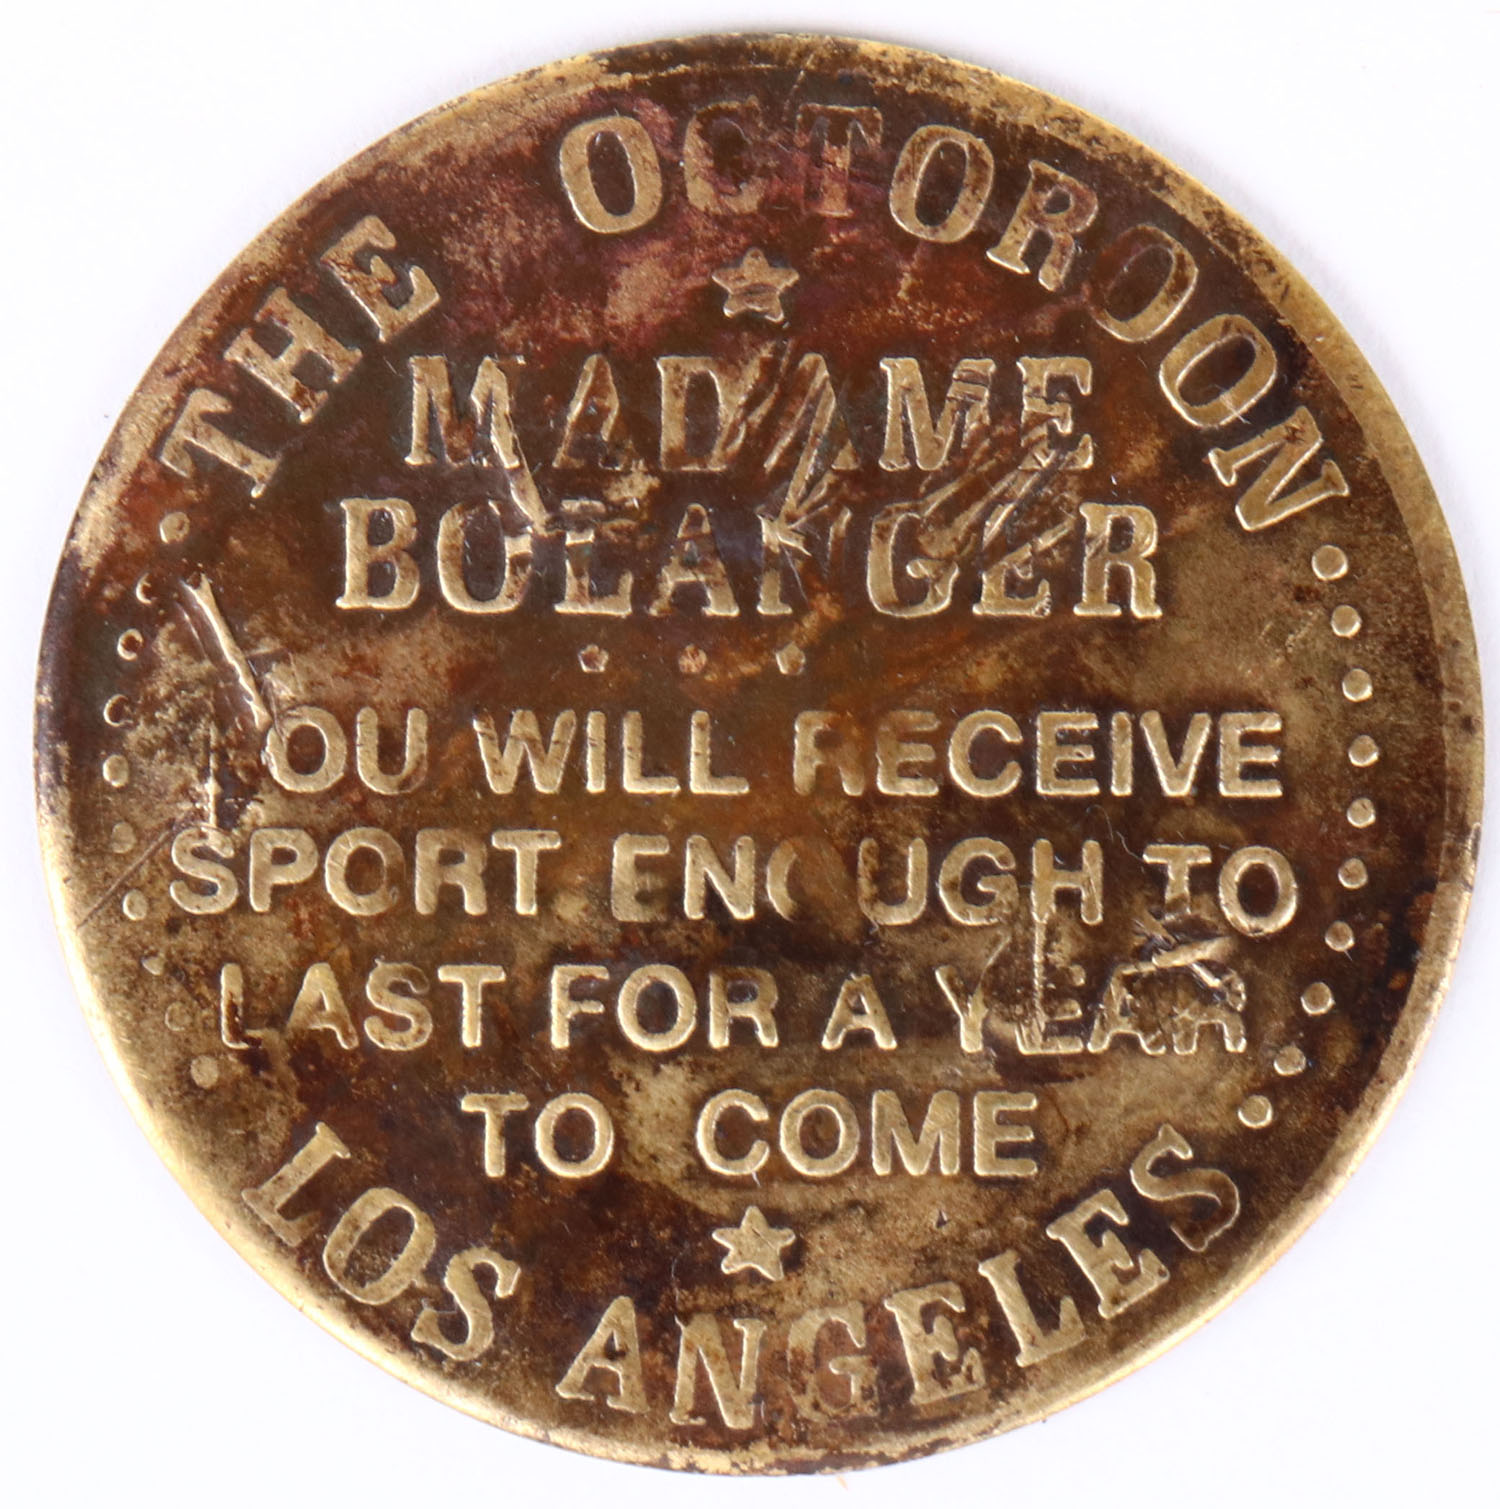 THE OCTOROON
MADAME
BOLANGER
YOU WILL RECEIVE
SPORT ENOUGH TO
LAST FOR A YEAR
TO COME
LOS ANGELES